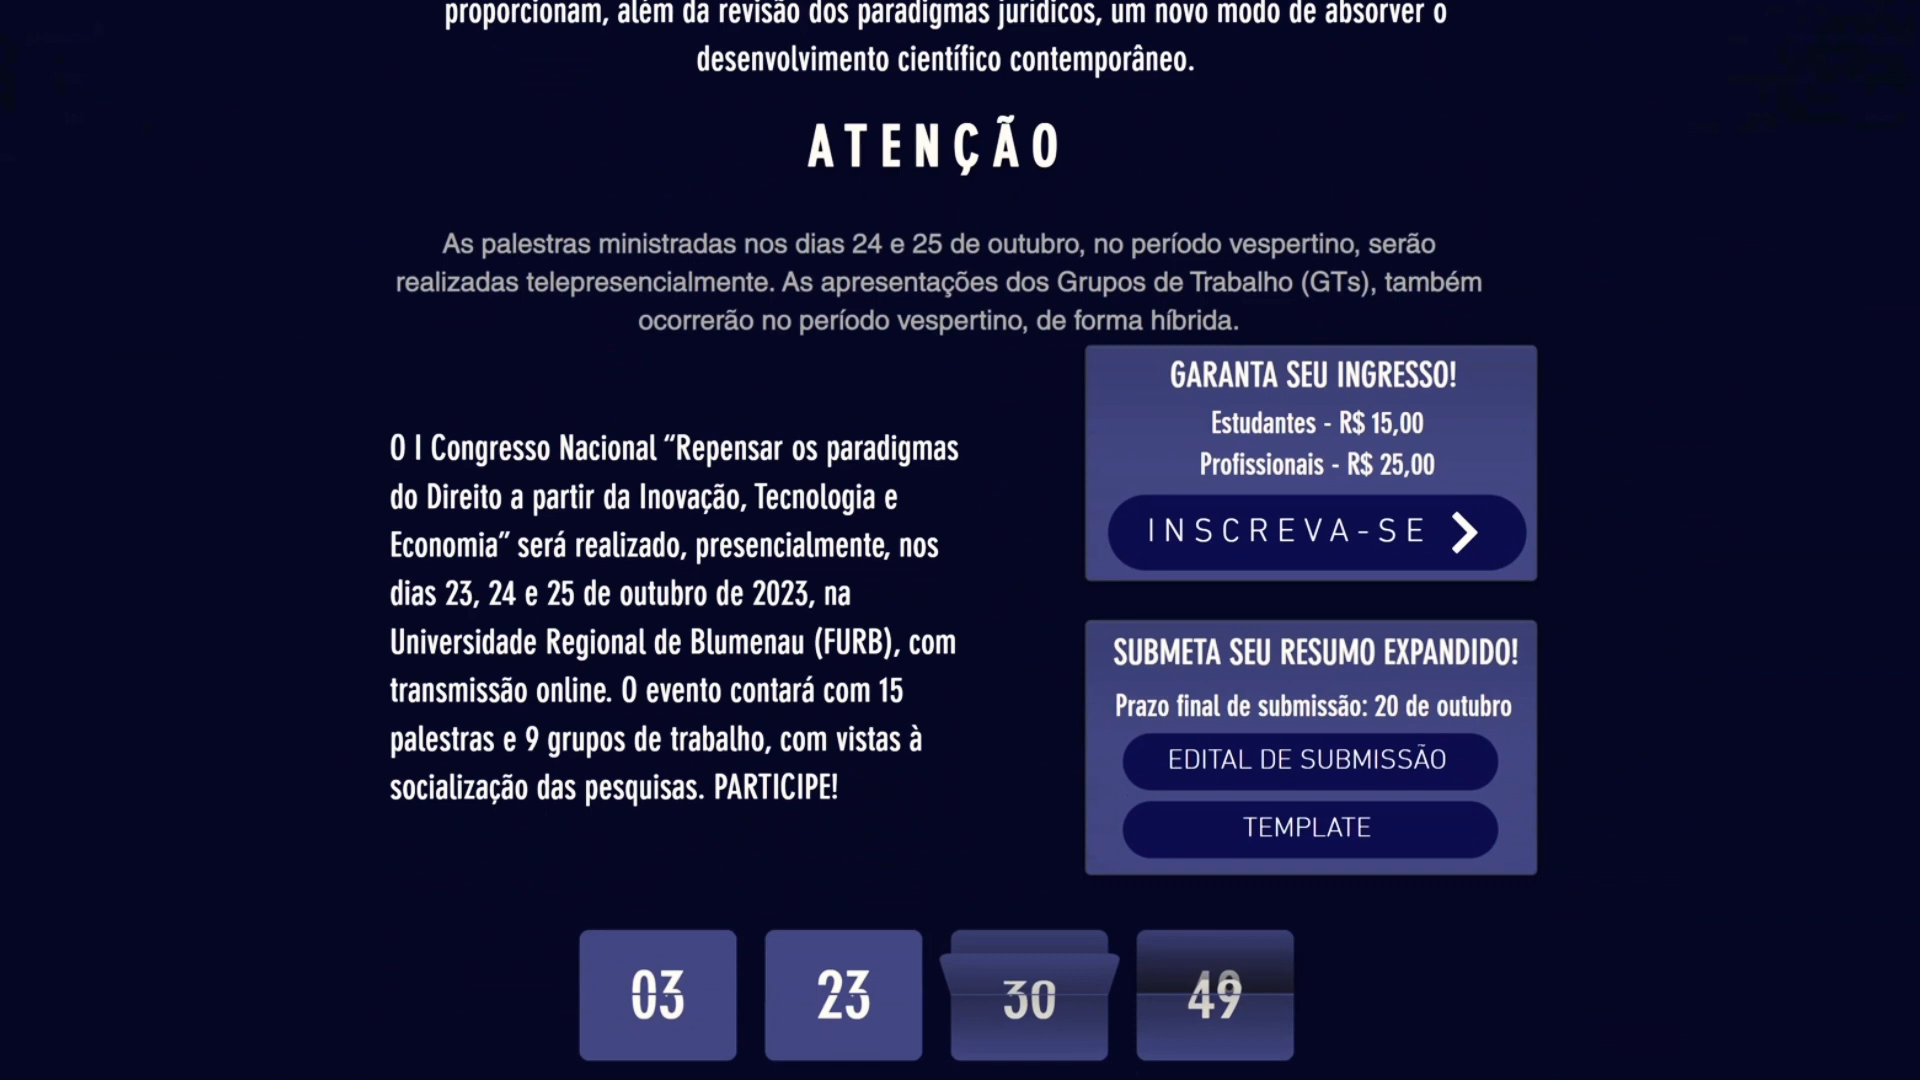 proporcionam, além da revisão dos paradigmas jurídicos, um novo modo de absorver o
desenvolvimento científico contemporâneo.
ATENÇÃO
As palestras ministradas nos dias 24 e 25 de outubro, no período vespertino, serão
realizadas telepresencialmente. As apresentações dos Grupos de Trabalho (GTs), também
ocorrerão no período vespertino, de forma híbrida.
O I Congresso Nacional “Repensar os paradigmas
do Direito a partir da Inovação, Tecnologia e
Economia” será realizado, presencialmente, nos
dias 23, 24 e 25 de outubro de 2023, na
Universidade Regional de Blumenau (FURB), com
transmissão online. O evento contará com 15
palestras e 9 grupos de trabalho, com vistas à
socialização das pesquisas. PARTICIPE!
GARANTA SEU INGRESSO!
Estudantes - R$ 15,00
Profissionais - R$ 25,00
INSCREVA-SE
SUBMETA SEU RESUMO EXPANDIDO!
Prazo final de submissão: 20 de outubro
EDITAL DE SUBMISSÃO
TEMPLATE
03 23 30 49